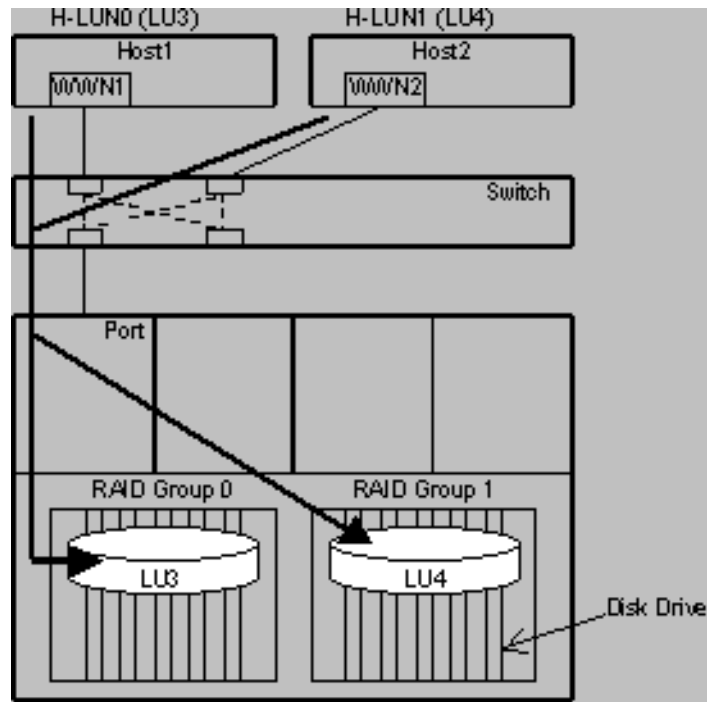 H-LUN0 (LU3) H-LUN1 (LU4)
Host1 Host2
WWN1 WWN2
Switch
Port
RAID Group 0 RAID Group 1
LU3 LU4
Disk Drive